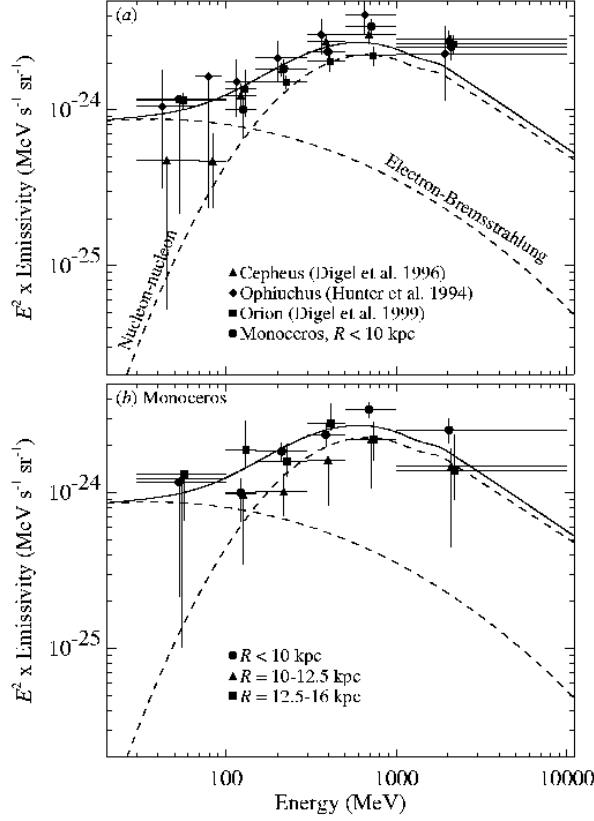 (a)
E² x Emissivity (MeV s⁻¹ sr⁻¹)
10⁻²⁴
10⁻²⁵
Nucleon-nucleon
Electron-Bremsstrahlung
Cepheus (Digel et al. 1996)
Ophiuchus (Hunter et al. 1994)
Orion (Digel et al. 1999)
Monoceros, R < 10 kpc
(b) Monoceros
E² x Emissivity (MeV s⁻¹ sr⁻¹)
10⁻²⁴
10⁻²⁵
R < 10 kpc
R = 10-12.5 kpc
R = 12.5-16 kpc
100 1000 10000
Energy (MeV)